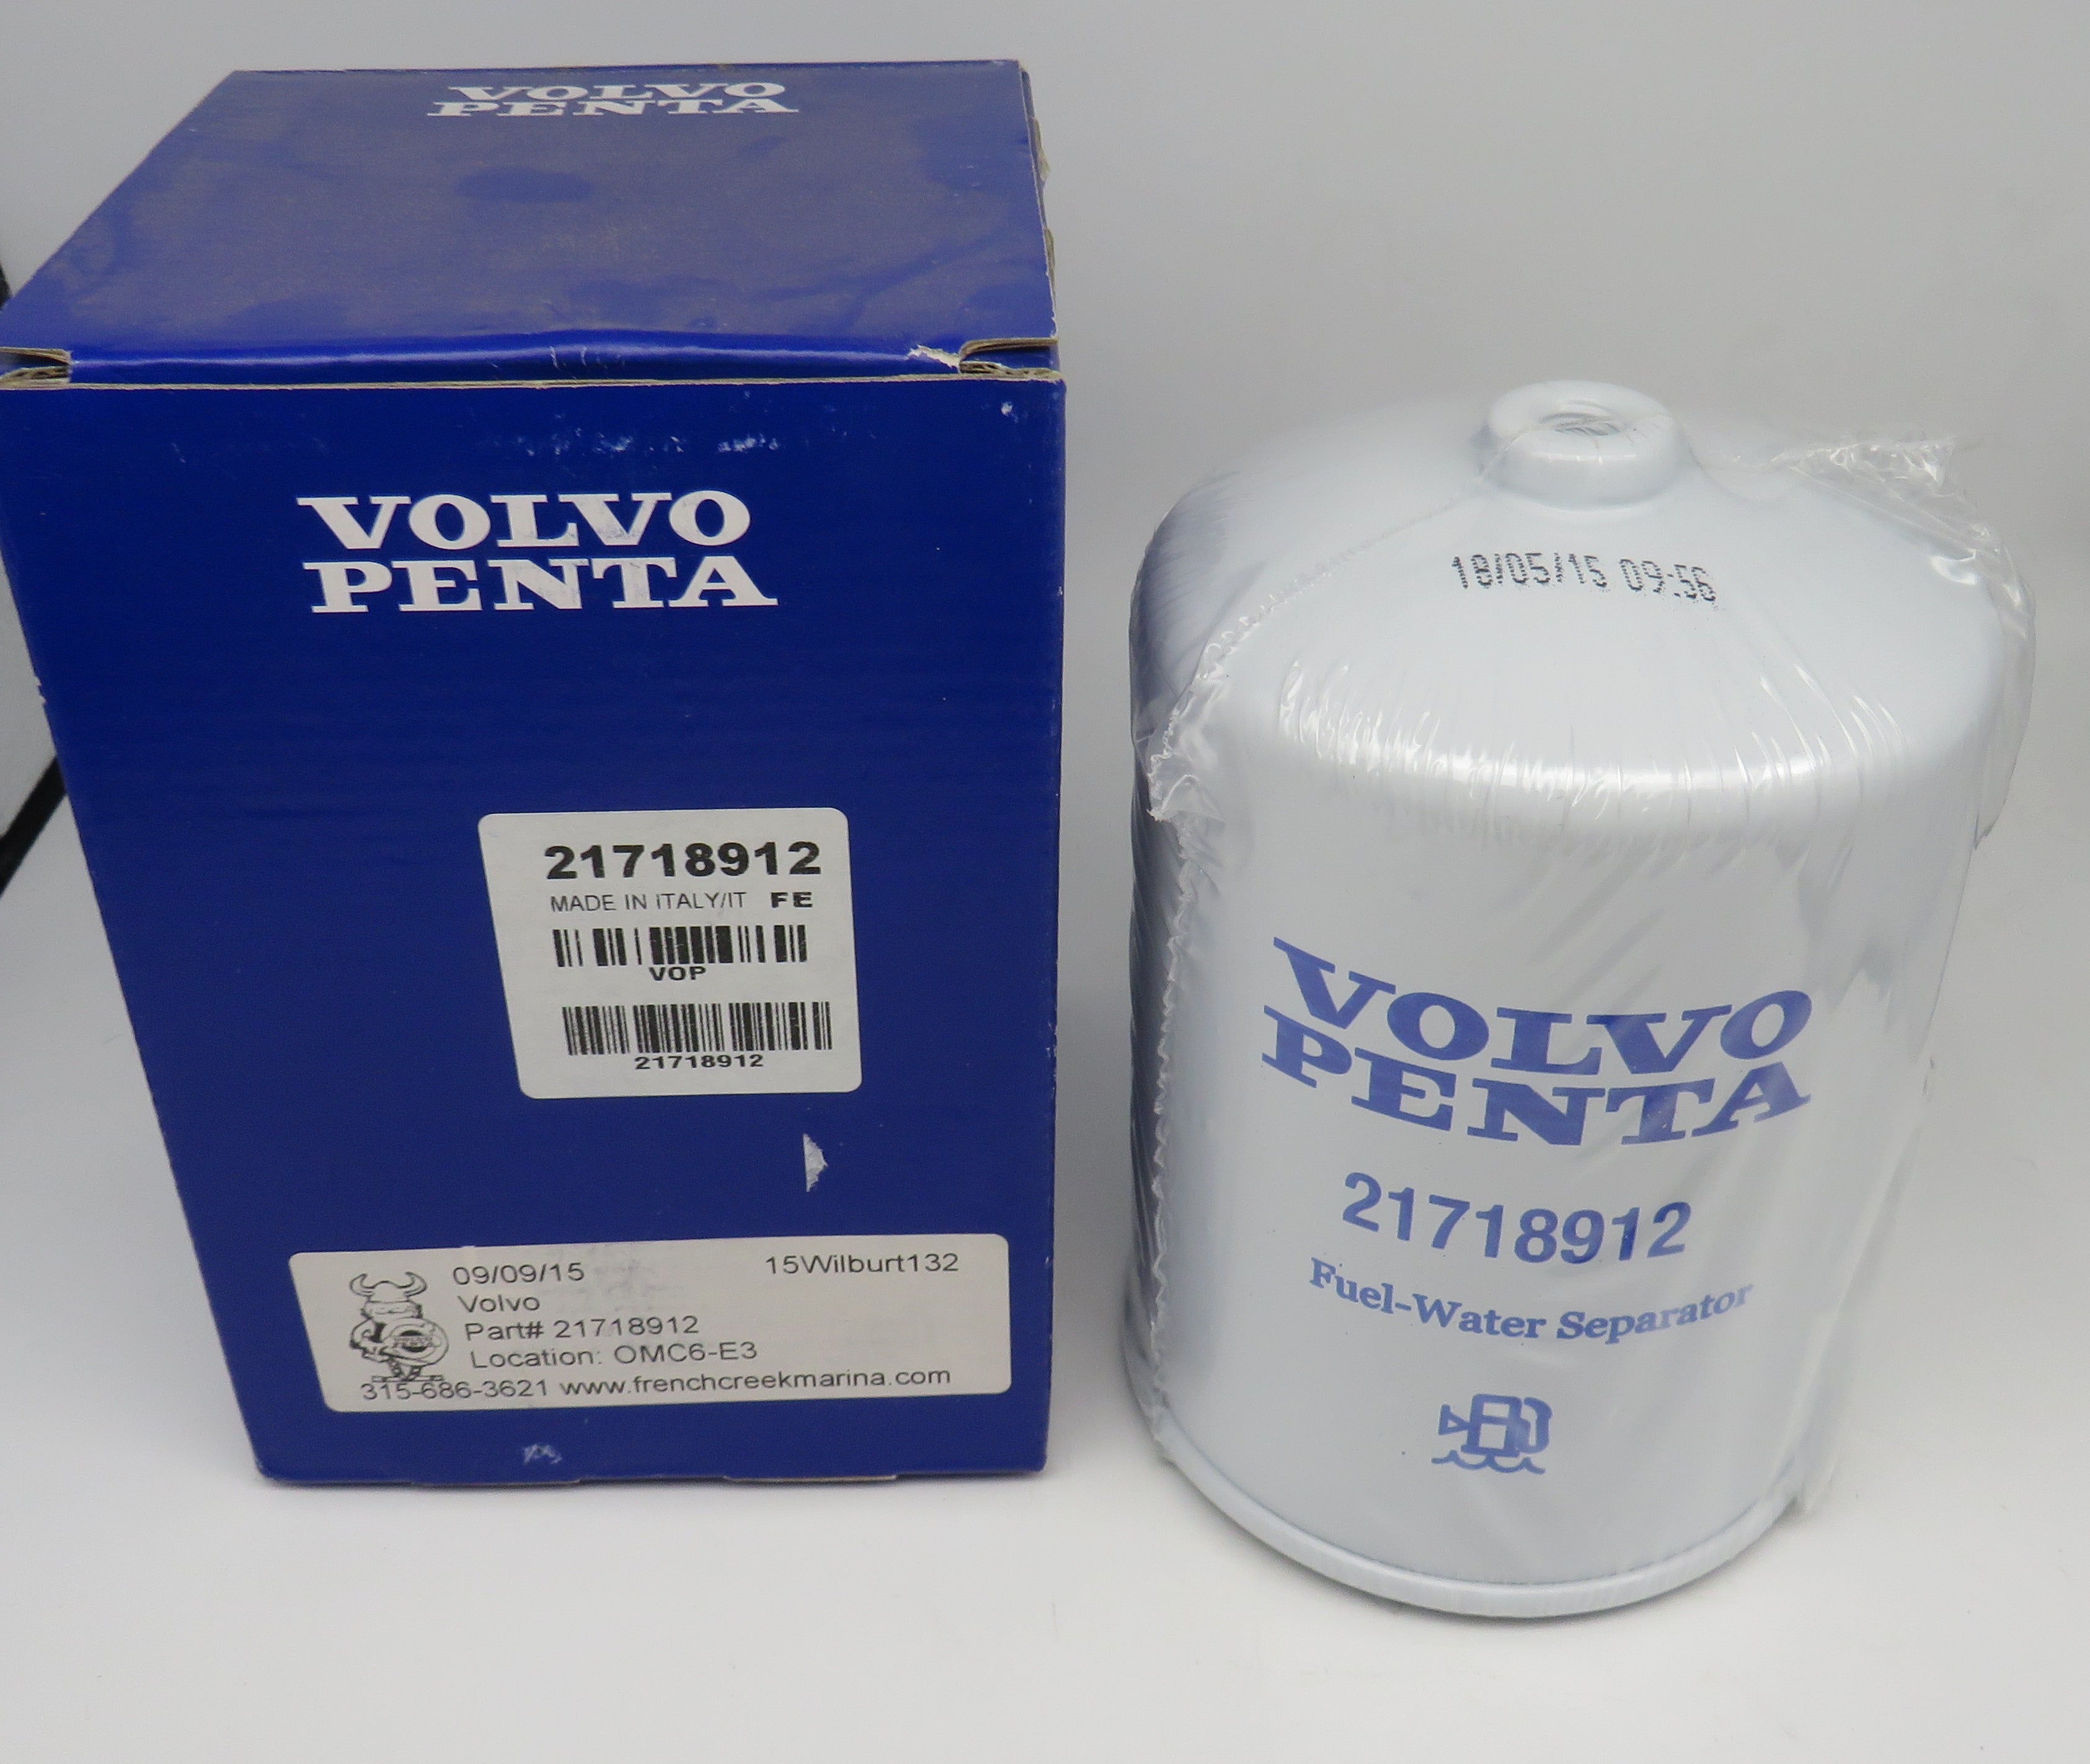 VOLVO
PENTA
VOLVO
PENTA
21718912
MADE IN ITALY/IT FE
VOP
21718912
09/09/15 15Wilburt132
Volvo
Part# 21718912
Location: OMC6-E3
315-686-3621 www.frenchcreekmarina.com
VOLVO
PENTA
18/05/15 09:56
VOLVO
PENTA
21718912
Fuel-Water Separator